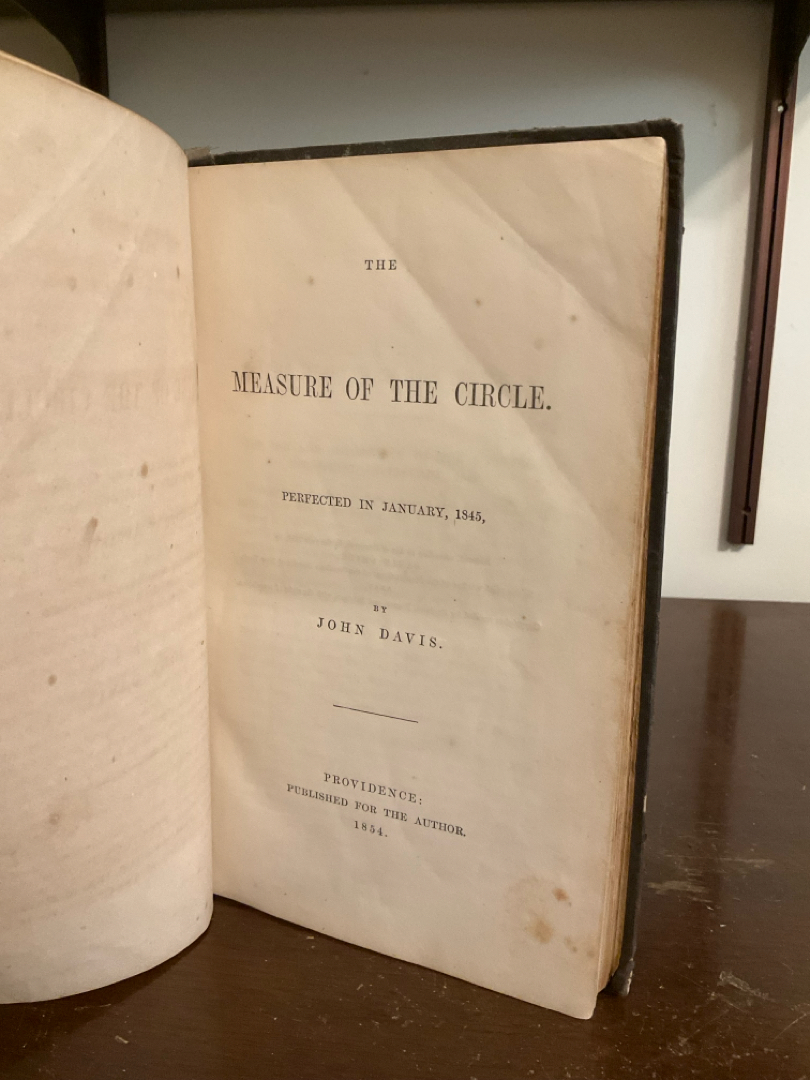 THE
MEASURE OF THE CIRCLE.
PERFECTED IN JANUARY, 1845,
BY
JOHN DAVIS.
PROVIDENCE:
PUBLISHED FOR THE AUTHOR.
1854.